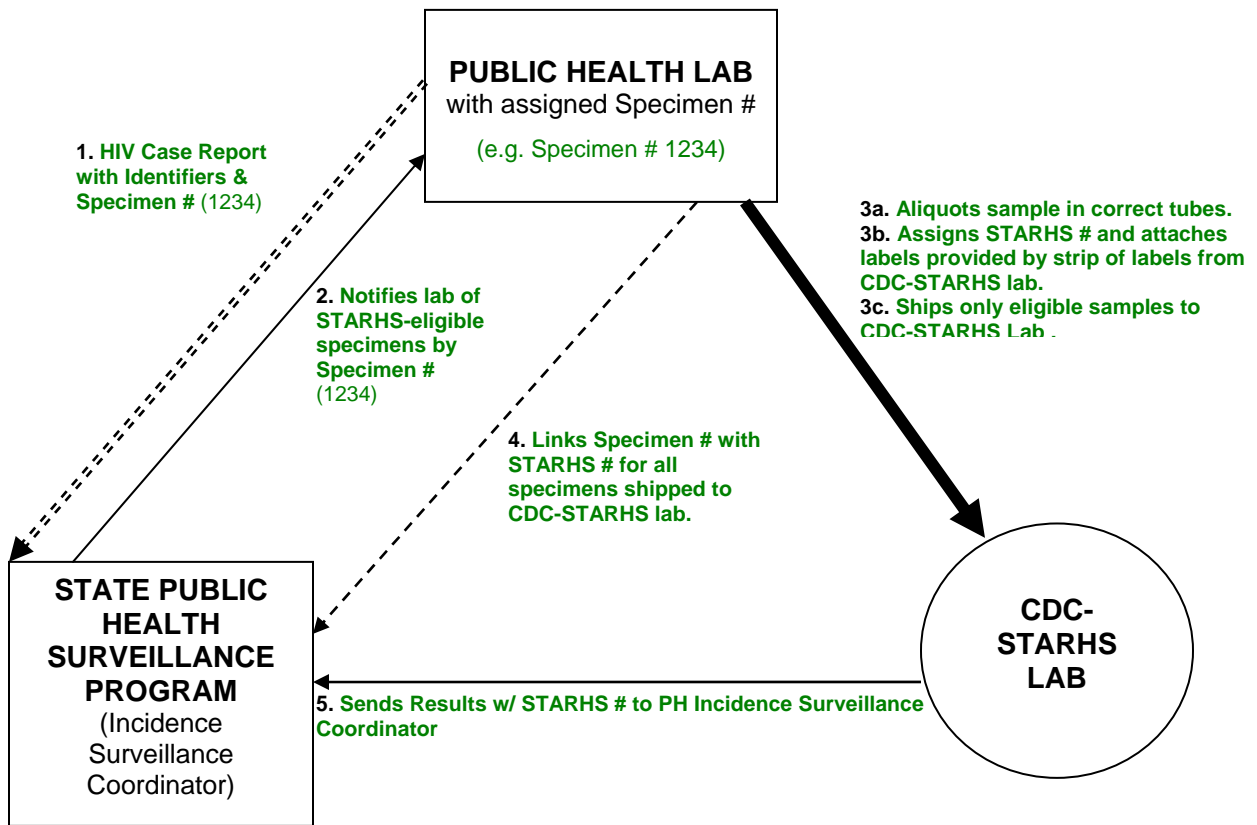 PUBLIC HEALTH LAB
with assigned Specimen #
(e.g. Specimen # 1234)
1. HIV Case Report
with Identifiers &
Specimen # (1234)
2. Notifies lab of
STARHS-eligible
specimens by
Specimen #
(1234)
3a. Aliquots sample in correct tubes.
3b. Assigns STARHS # and attaches
labels provided by strip of labels from
CDC-STARHS lab.
3c. Ships only eligible samples to
CDC-STARHS Lab .
4. Links Specimen # with
STARHS # for all
specimens shipped to
CDC-STARHS lab.
STATE PUBLIC
HEALTH
SURVEILLANCE
PROGRAM
(Incidence
Surveillance
Coordinator)
CDC-
STARHS
LAB
5. Sends Results w/ STARHS # to PH Incidence Surveillance
Coordinator